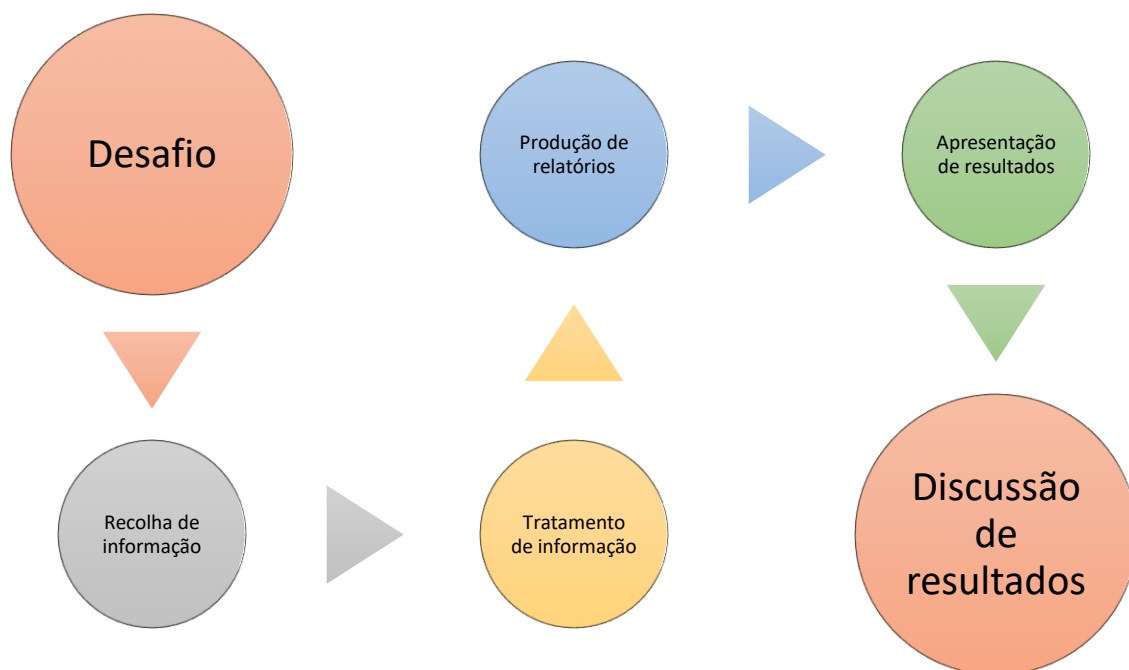 Desafio
Recolha de
informação
Tratamento
de informação
Produção de
relatórios
Apresentação
de resultados
Discussão
de
resultados